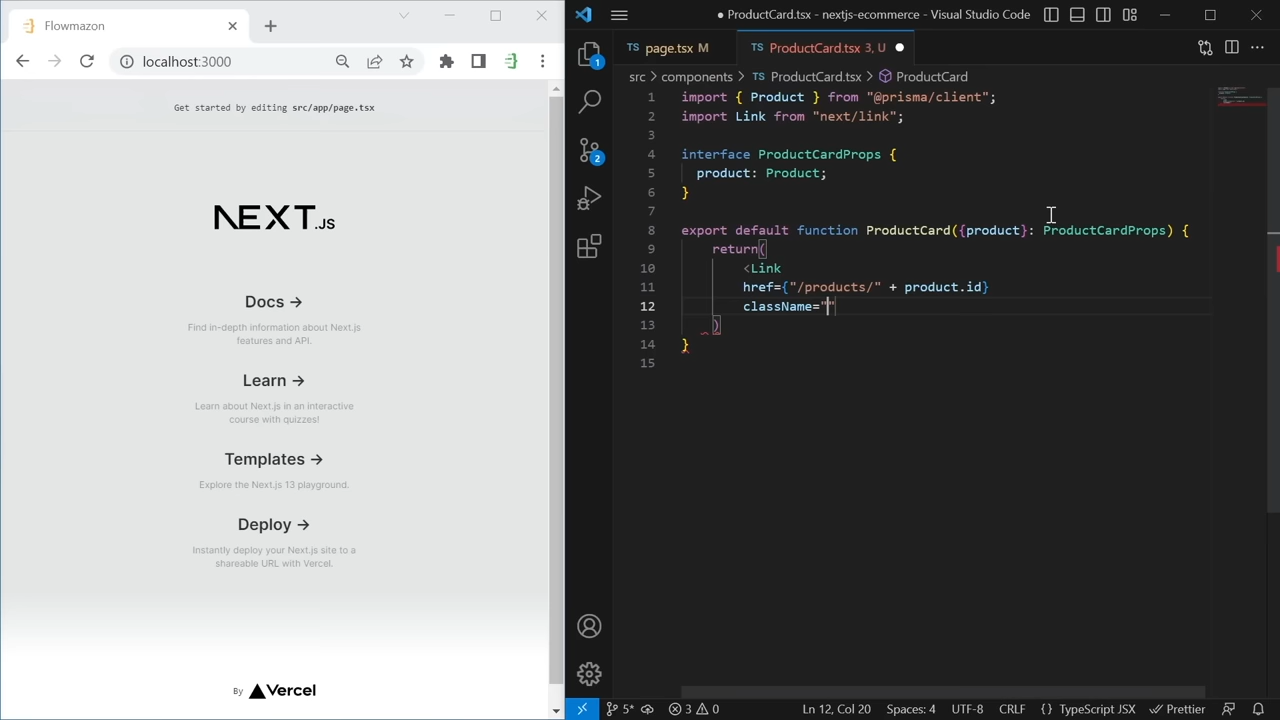 Flowmazon
localhost:3000
Get started by editing src/app/page.tsx
NEXT.JS
Docs →
Find in-depth information about Next.js
features and API.
Learn →
Learn about Next.js in an interactive
course with quizzes!
Templates →
Explore the Next.js 13 playground.
Deploy →
Instantly deploy your Next.js site to a
shareable URL with Vercel.
By Vercel
● ProductCard.tsx - nextjs-ecommerce - Visual Studio Code
TS page.tsx M
TS ProductCard.tsx 3, U ●
src > components > TS ProductCard.tsx > ProductCard
1
2
1 import { Product } from "@prisma/client";
2 import Link from "next/link";
3
4 interface ProductCardProps {
5 product: Product;
6 }
7
8 export default function ProductCard({product}: ProductCardProps) {
9 return(
10 <Link
11 href={"/products/" + product.id}
12 className=""
13 )
14 }
15
5* 3 0 Ln 12, Col 20 Spaces: 4 UTF-8 CRLF {} TypeScript JSX Prettier